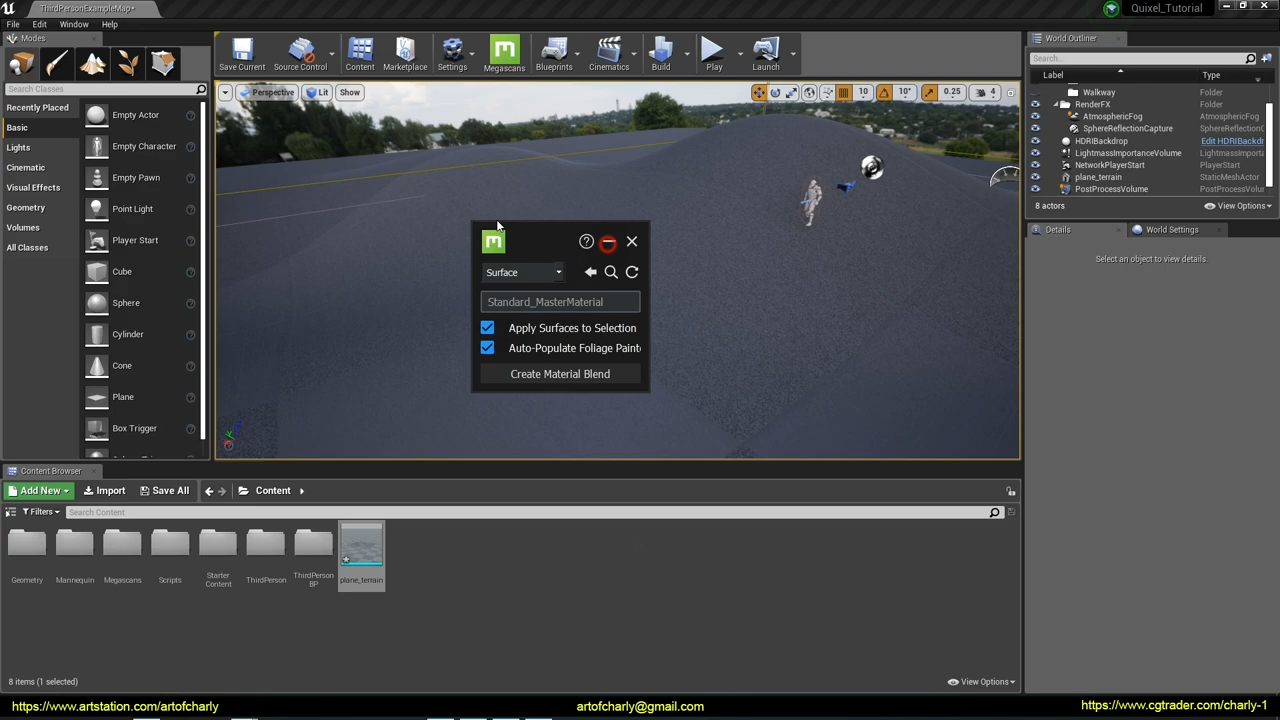 ThirdPersonExampleMap•
Quixel_Tutorial
File Edit Window Help
Modes
Search Classes
Recently Placed
Basic
Lights
Cinematic
Visual Effects
Geometry
Volumes
All Classes
Empty Actor
Empty Character
Empty Pawn
Point Light
Player Start
Cube
Sphere
Cylinder
Cone
Plane
Box Trigger
Save Current
Source Control
Content
Marketplace
Settings
Megascans
Blueprints
Cinematics
Build
Play
Launch
Perspective Lit Show
10 10° 0.25 4
m
Surface
Standard_MasterMaterial
Apply Surfaces to Selection
Auto-Populate Foliage Paint
Create Material Blend
World Outliner
Search...
Label Type
Walkway Folder
RenderFX Folder
AtmosphericFog AtmosphericFog
SphereReflectionCapture SphereReflectionC
HDRIBackdrop Edit HDRIBackdr
LightmassImportanceVolume LightmassImporta
NetworkPlayerStart PlayerStart
plane_terrain StaticMeshActor
PostProcessVolume PostProcessVolu
8 actors View Options
Details World Settings
Select an object to view details.
Content Browser
Add New Import Save All Content
Filters Search Content
Geometry
Mannequin
Megascans
Scripts
Starter
Content
ThirdPerson
ThirdPerson
BP
plane_terrain
8 items (1 selected) View Options
https://www.artstation.com/artofcharly artofcharly@gmail.com https://www.cgtrader.com/charly-1